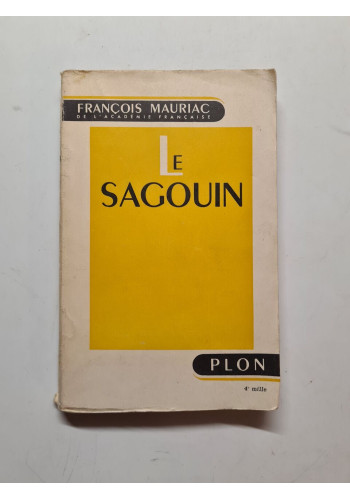 FRANÇOIS MAURIAC
DE L'ACADÉMIE FRANÇAISE
LE
SAGOUIN
PLON
4e mille